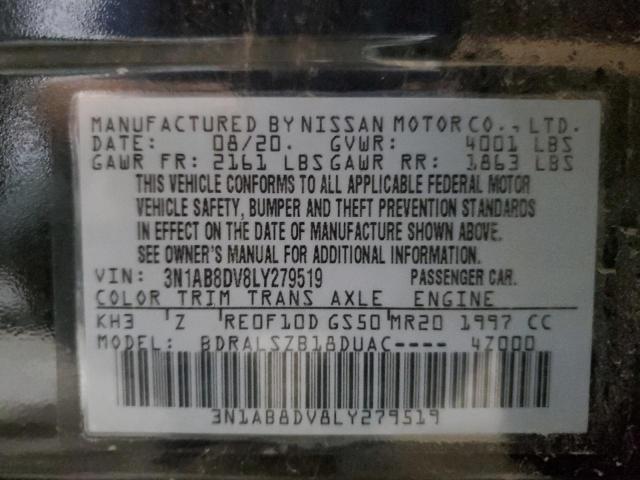 MANUFACTURED BY NISSAN MOTOR CO., LTD.
DATE: 08/20. GVWR: 4001 LBS
GAWR FR: 2161 LBS GAWR RR: 1863 LBS
THIS VEHICLE CONFORMS TO ALL APPLICABLE FEDERAL MOTOR
VEHICLE SAFETY, BUMPER AND THEFT PREVENTION STANDARDS
IN EFFECT ON THE DATE OF MANUFACTURE SHOWN ABOVE.
SEE OWNER'S MANUAL FOR ADDITIONAL INFORMATION.
VIN: 3N1AB8DV8LY279519 PASSENGER CAR.
COLOR TRIM TRANS AXLE ENGINE
KH3 Z RE0F10D GS50 MR20 1997 CC
MODEL: BDRALSZB18DUAC---- 4Z000
3N1AB8DV8LY279519